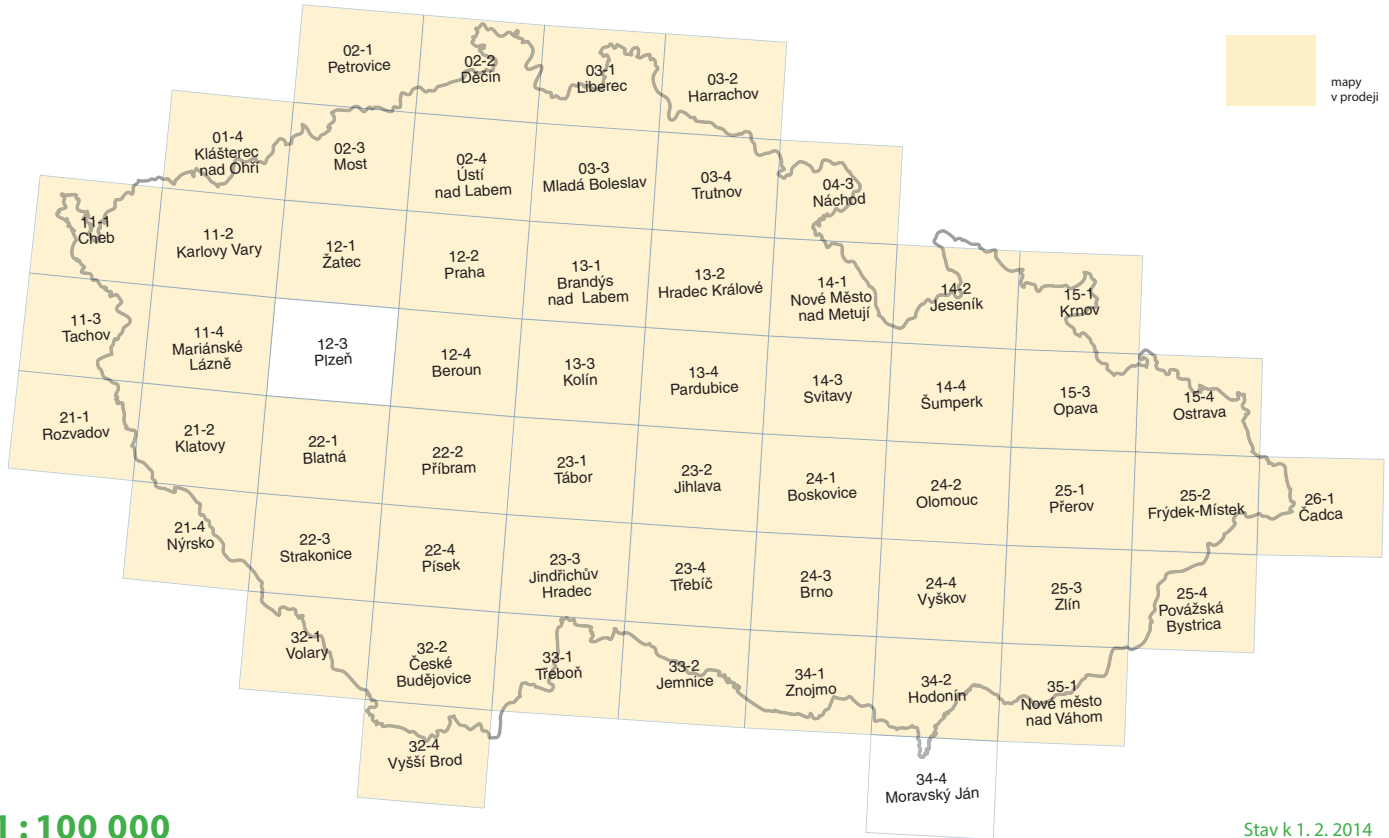 02-1
Petrovice
02-2
Děčín
03-1
Liberec
03-2
Harrachov
mapy
v prodeji
01-4
Klášterec
nad Ohří
02-3
Most
02-4
Ústí
nad Labem
03-3
Mladá Boleslav
03-4
Trutnov
04-3
Náchod
11-1
Cheb
11-2
Karlovy Vary
12-1
Žatec
12-2
Praha
13-1
Brandýs
nad Labem
13-2
Hradec Králové
14-1
Nové Město
nad Metují
14-2
Jeseník
15-1
Krnov
11-3
Tachov
11-4
Mariánské
Lázně
12-3
Plzeň
12-4
Beroun
13-3
Kolín
13-4
Pardubice
14-3
Svitavy
14-4
Šumperk
15-3
Opava
15-4
Ostrava
21-1
Rozvadov
21-2
Klatovy
22-1
Blatná
22-2
Příbram
23-1
Tábor
23-2
Jihlava
24-1
Boskovice
24-2
Olomouc
25-1
Přerov
25-2
Frýdek-Místek
26-1
Čadca
21-4
Nýrsko
22-3
Strakonice
22-4
Písek
23-3
Jindřichův
Hradec
23-4
Třebíč
24-3
Brno
24-4
Vyškov
25-3
Zlín
25-4
Považská
Bystrica
32-1
Volary
32-2
České
Budějovice
33-1
Třeboň
33-2
Jemnice
34-1
Znojmo
34-2
Hodonín
35-1
Nové město
nad Váhom
32-4
Vyšší Brod
34-4
Moravský Ján
1 : 100 000
Stav k 1. 2. 2014